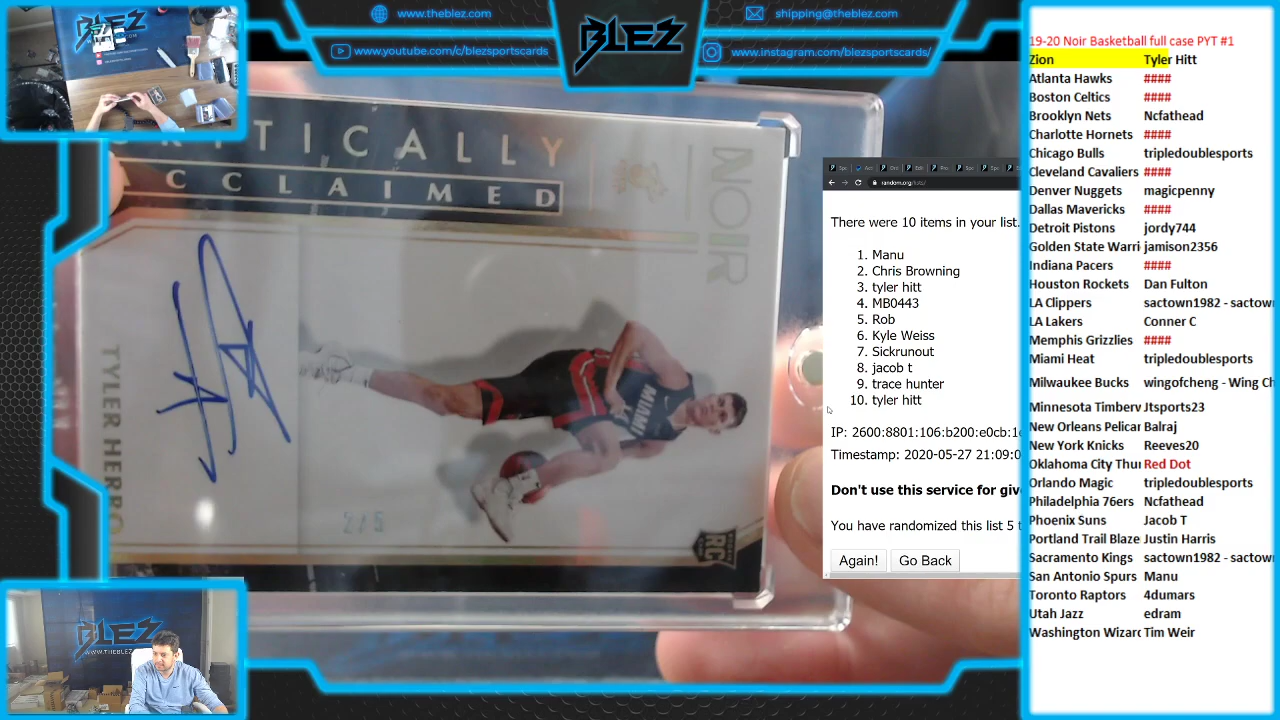 www.theblez.com
shipping@theblez.com
www.youtube.com/c/blezsportscards
BLEZ
www.instagram.com/blezsportscards/
CRITICALLY
ACCLAIMED
NOIR
TYLER HERRO
MIAMI
2/5
RC
random.org/lists/
There were 10 items in your list.
1. Manu
2. Chris Browning
3. tyler hitt
4. MB0443
5. Rob
6. Kyle Weiss
7. Sickrunout
8. jacob t
9. trace hunter
10. tyler hitt
IP: 2600:8801:106:b200:e0cb:1
Timestamp: 2020-05-27 21:09:0
Don't use this service for giv
You have randomized this list 5 t
Again! Go Back
19-20 Noir Basketball full case PYT #1
Zion Tyler Hitt
Atlanta Hawks ####
Boston Celtics ####
Brooklyn Nets Ncfathead
Charlotte Hornets ####
Chicago Bulls tripledoublesports
Cleveland Cavaliers ####
Denver Nuggets magicpenny
Dallas Mavericks ####
Detroit Pistons jordy744
Golden State Warri jamison2356
Indiana Pacers ####
Houston Rockets Dan Fulton
LA Clippers sactown1982 - sactow
LA Lakers Conner C
Memphis Grizzlies ####
Miami Heat tripledoublesports
Milwaukee Bucks wingofcheng - Wing Ch
Minnesota Timberv Jtsports23
New Orleans Pelicar Balraj
New York Knicks Reeves20
Oklahoma City Thu Red Dot
Orlando Magic tripledoublesports
Philadelphia 76ers Ncfathead
Phoenix Suns Jacob T
Portland Trail Blaze Justin Harris
Sacramento Kings sactown1982 - sactow
San Antonio Spurs Manu
Toronto Raptors 4dumars
Utah Jazz edram
Washington Wizar Tim Weir
BLEZ
WWW.THEBLEZ.COM